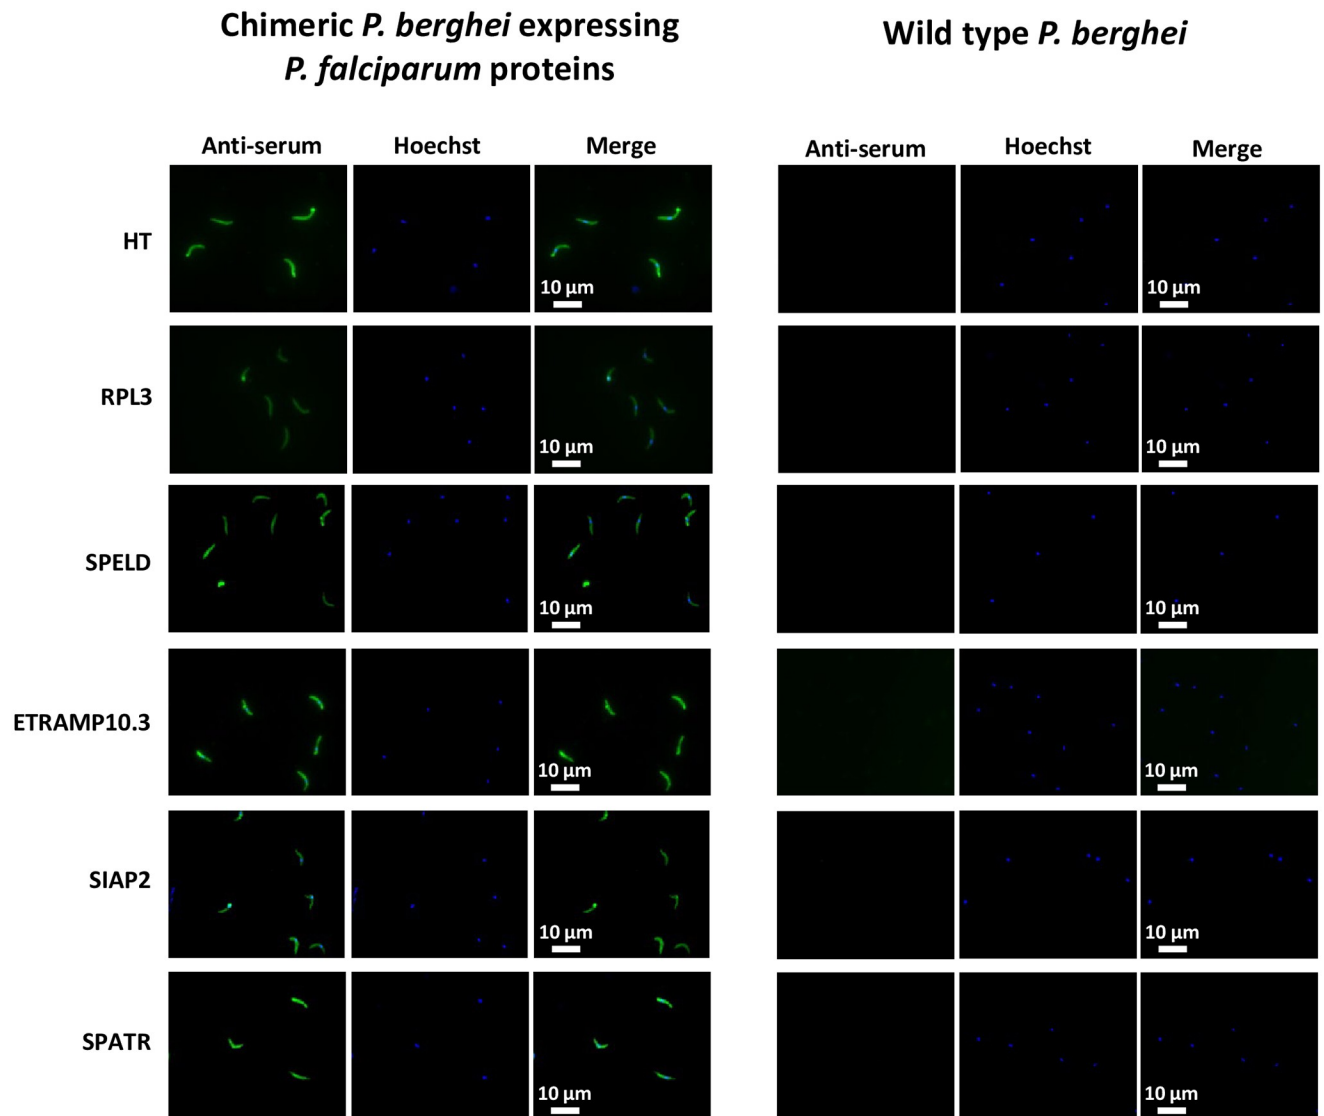 Chimeric P. berghei expressing
P. falciparum proteins
Wild type P. berghei
Anti-serum Hoechst Merge
Anti-serum Hoechst Merge
HT
10 µm
10 µm
RPL3
10 µm
10 µm
SPELD
10 µm
10 µm
ETRAMP10.3
10 µm
10 µm
SIAP2
10 µm
10 µm
SPATR
10 µm
10 µm